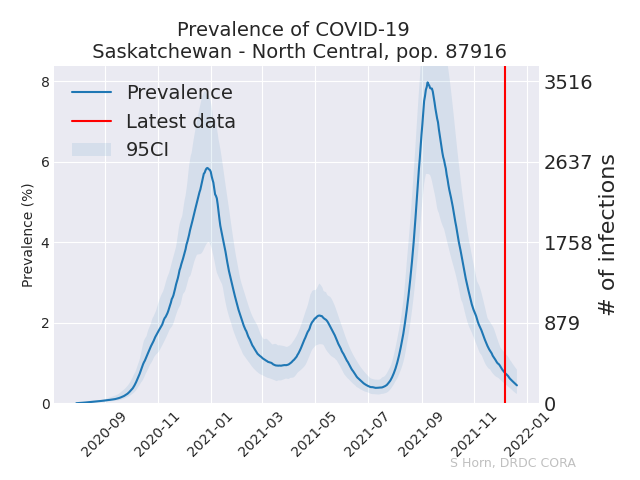 Prevalence of COVID-19
Saskatchewan - North Central, pop. 87916
Prevalence
Latest data
95CI
Prevalence (%)
8
6
4
2
0
3516
2637
1758
879
0
# of infections
2020-09
2020-11
2021-01
2021-03
2021-05
2021-07
2021-09
2021-11
2022-01
S Horn, DRDC CORA